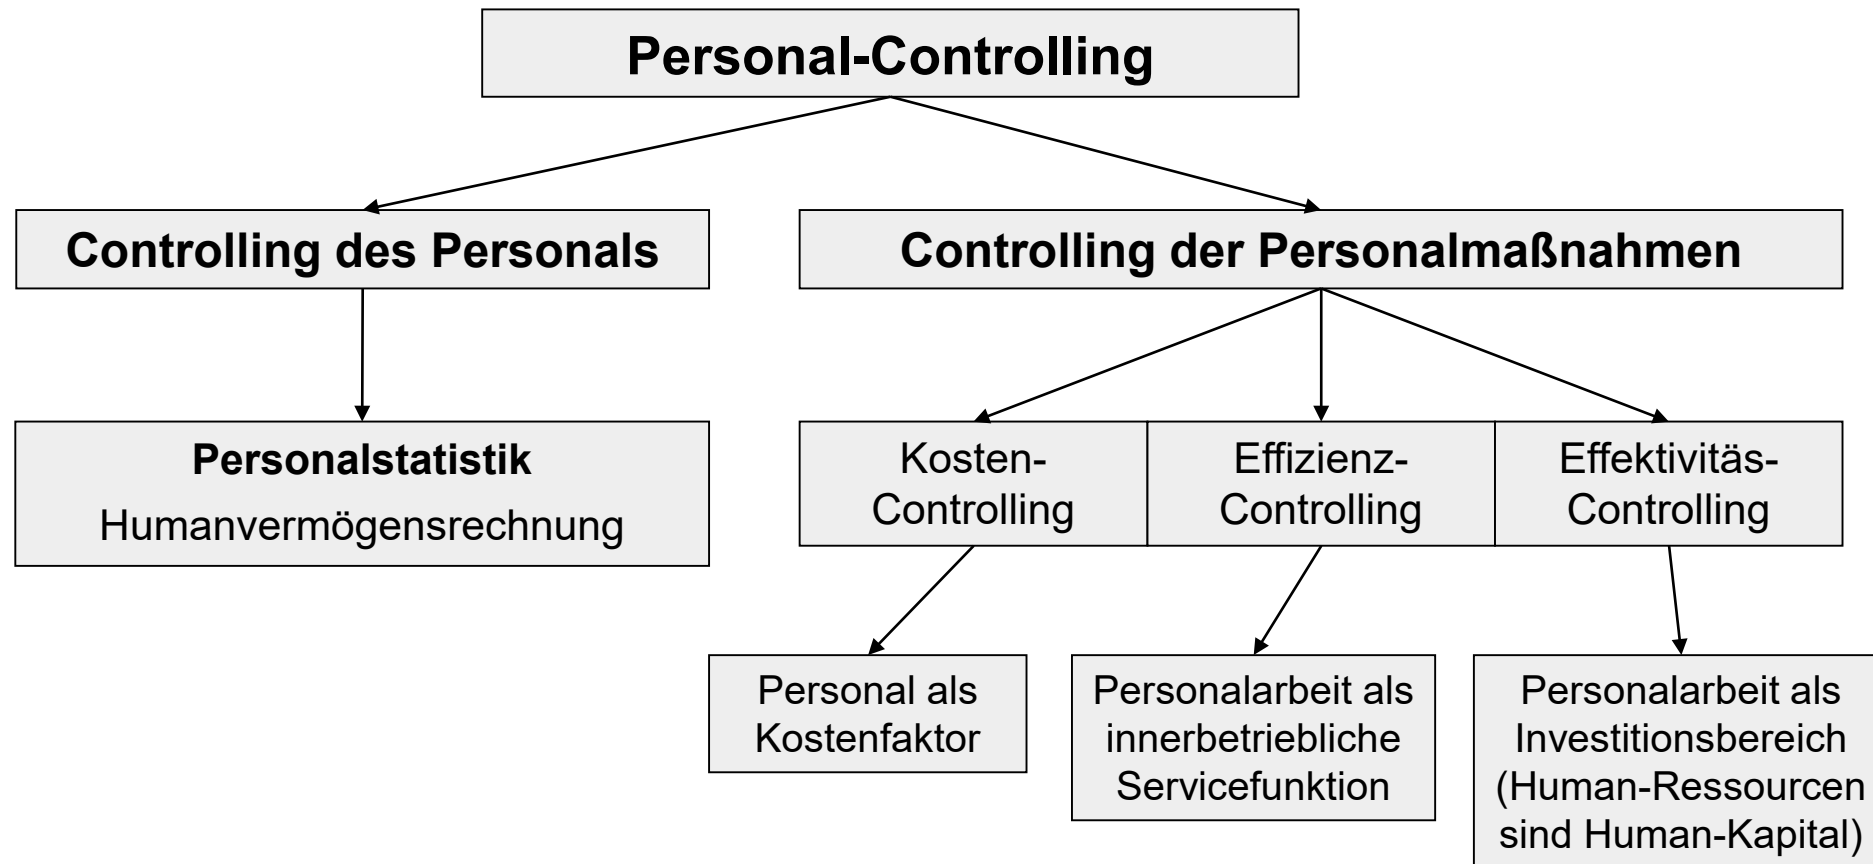 Personal-Controlling
Controlling des Personals
Controlling der Personalmaßnahmen
Personalstatistik
Humanvermögensrechnung
Kosten-
Controlling
Effizienz-
Controlling
Effektivitäs-
Controlling
Personal als
Kostenfaktor
Personalarbeit als
innerbetriebliche
Servicefunktion
Personalarbeit als
Investitionsbereich
(Human-Ressourcen
sind Human-Kapital)